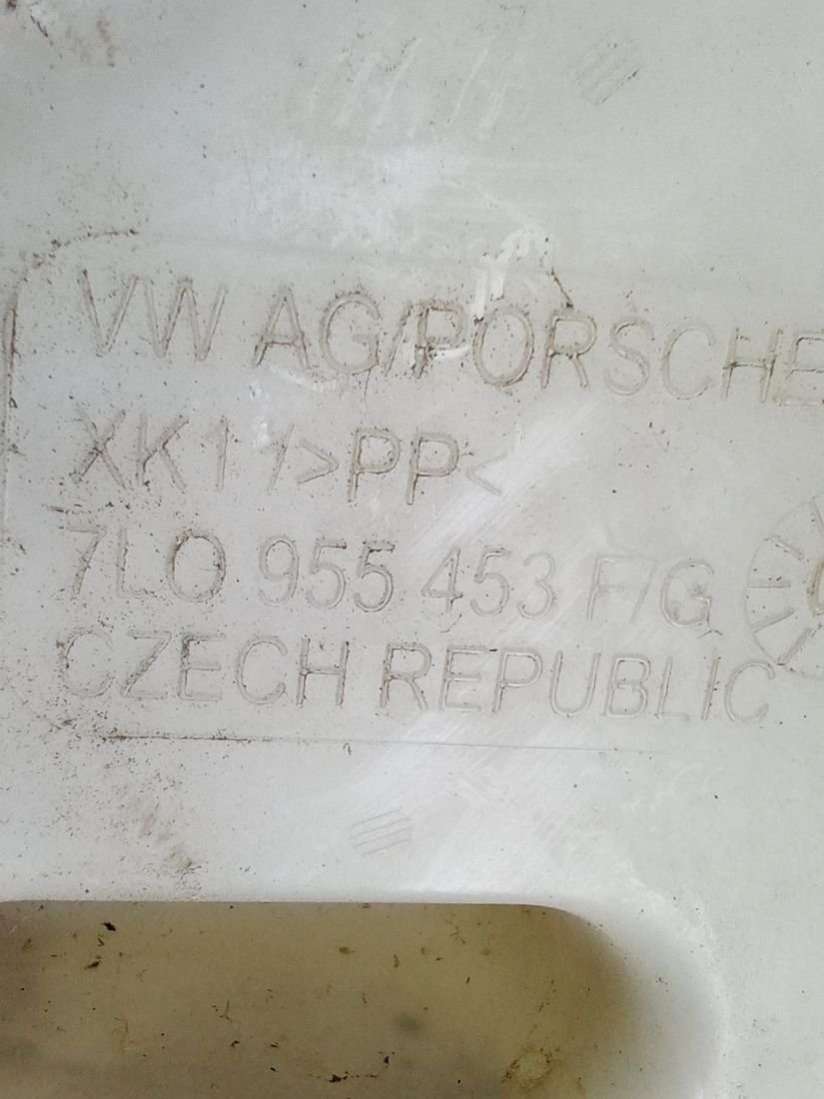 VW AG/PORSCHE
XK11>PP<
7L0 955 453 F/G
CZECH REPUBLIC